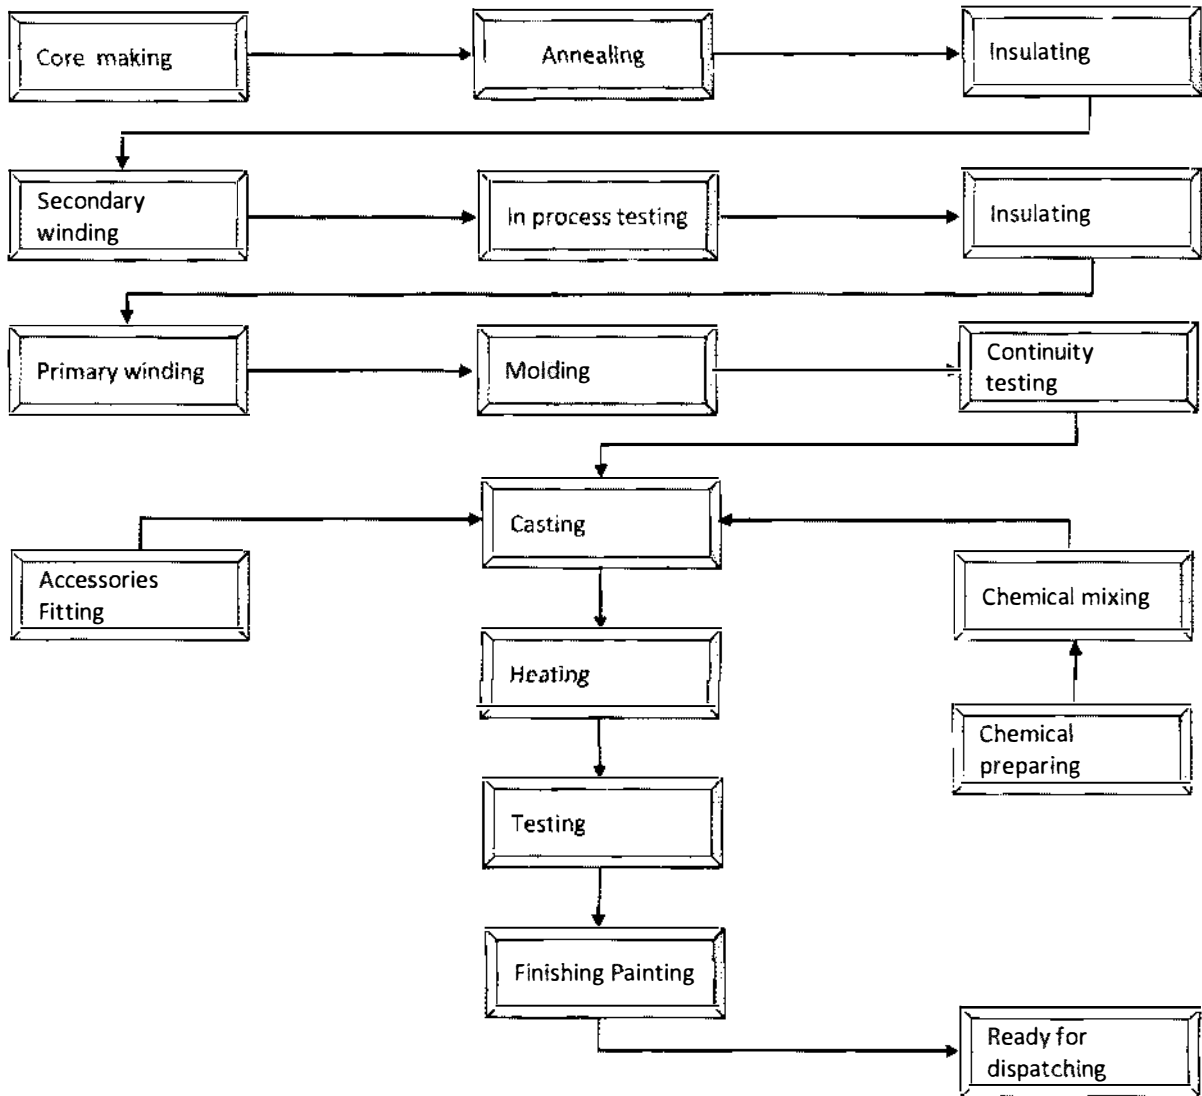 Core making
Annealing
Insulating
Secondary
winding
In process testing
Insulating
Primary winding
Molding
Continuity
testing
Casting
Accessories
Fitting
Chemical mixing
Heating
Chemical
preparing
Testing
Finishing Painting
Ready for
dispatching